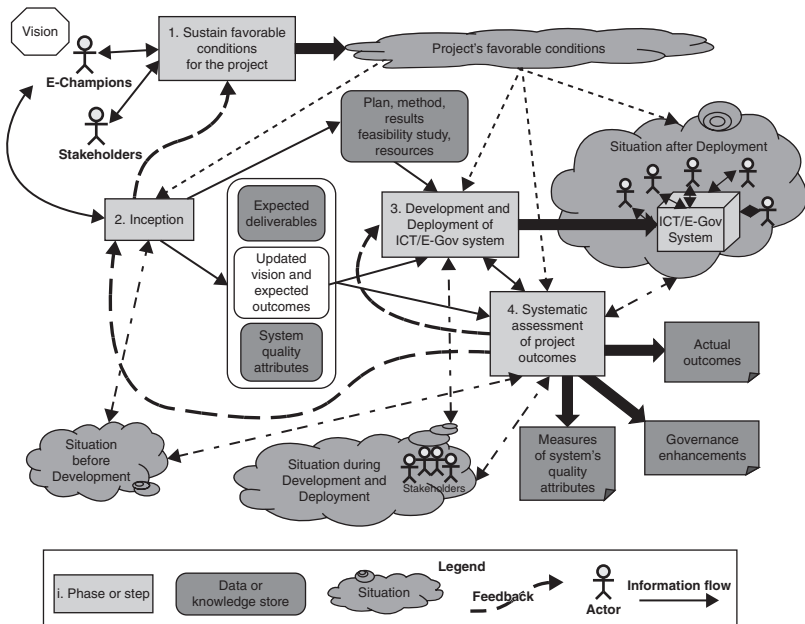 Vision
E-Champions
Stakeholders
1. Sustain favorable
conditions
for the project
Project's favorable conditions
Plan, method,
results
feasibility study,
resources
Situation after Deployment
ICT/E-Gov
System
2. Inception
Expected
deliverables
Updated
vision and
expected
outcomes
System
quality
attributes
3. Development and
Deployment of
ICT/E-Gov system
4. Systematic
assessment
of project
outcomes
Actual
outcomes
Governance
enhancements
Measures
of system's
quality
attributes
Situation
before
Development
Situation during
Development and
Deployment
Stakeholders
Legend
i. Phase or step
Data or
knowledge store
Situation
Feedback
Actor
Information flow